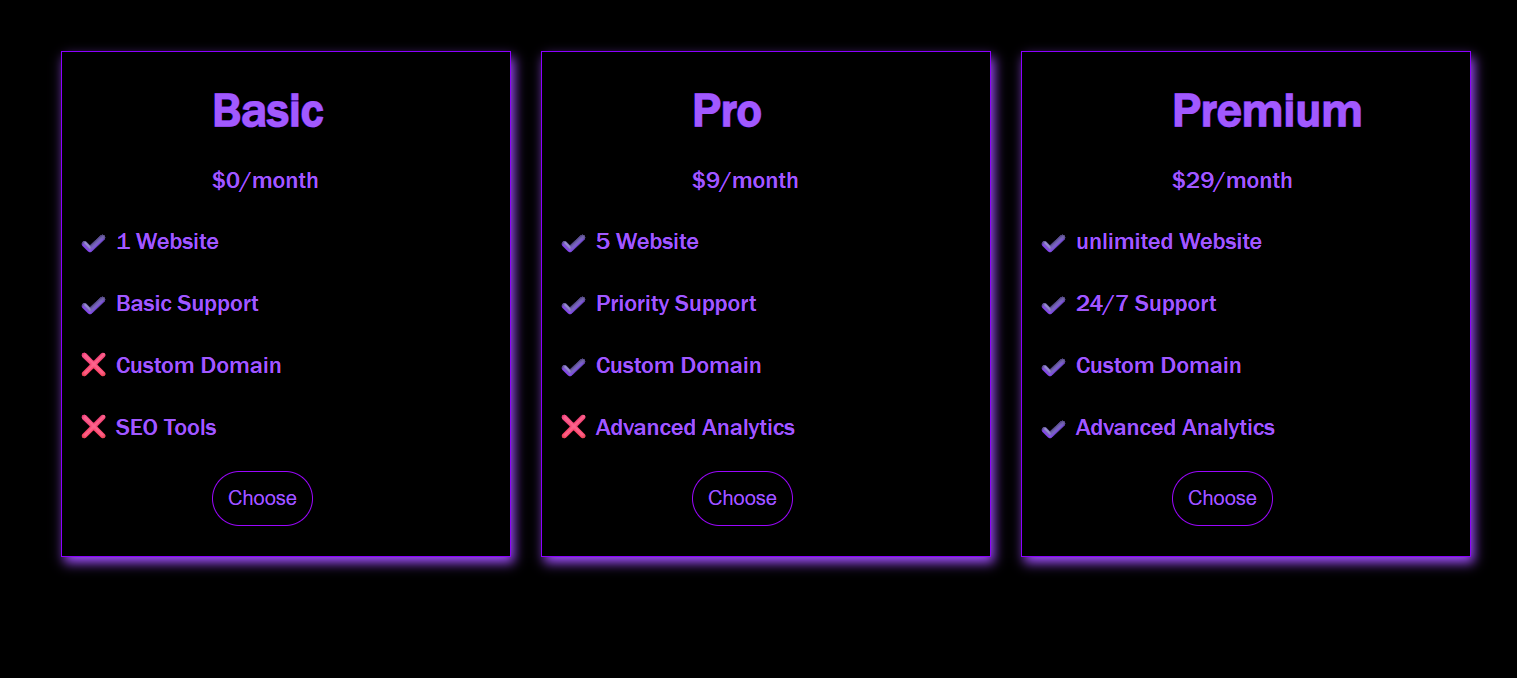 Basic
$0/month
✔ 1 Website
✔ Basic Support
❌ Custom Domain
❌ SEO Tools
Choose
Pro
$9/month
✔ 5 Website
✔ Priority Support
✔ Custom Domain
❌ Advanced Analytics
Choose
Premium
$29/month
✔ unlimited Website
✔ 24/7 Support
✔ Custom Domain
✔ Advanced Analytics
Choose